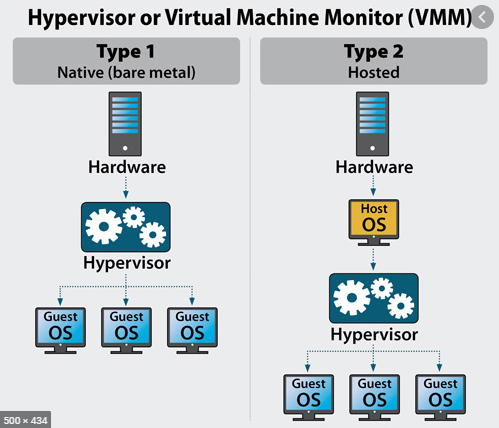 Hypervisor or Virtual Machine Monitor (VMM)
Type 1
Native (bare metal)
Hardware
Hypervisor
Guest
OS
Guest
OS
Guest
OS
Type 2
Hosted
Hardware
Host
OS
Hypervisor
Guest
OS
Guest
OS
Guest
OS
500 × 434